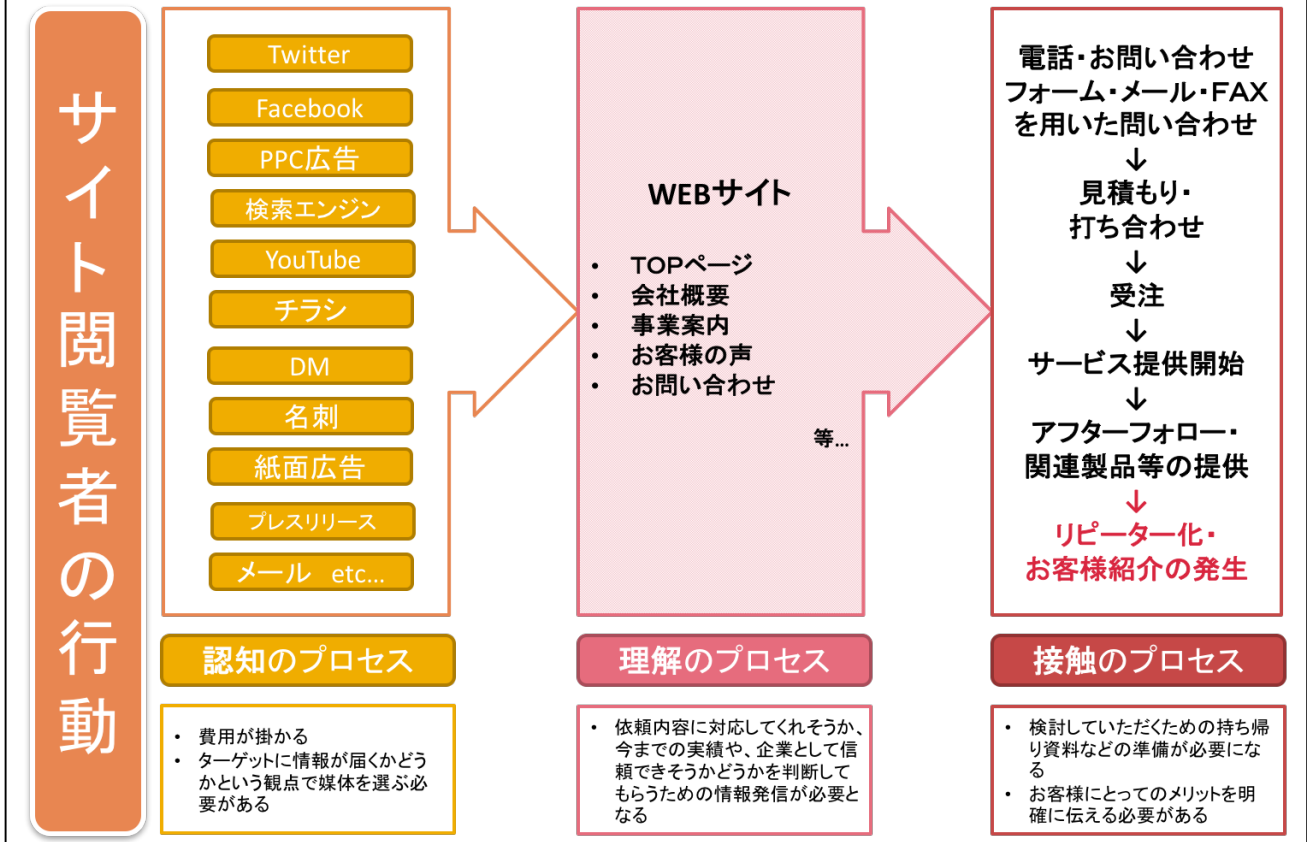 サイト閲覧者の行動
Twitter
Facebook
PPC広告
検索エンジン
YouTube
チラシ
DM
名刺
紙面広告
プレスリリース
メール etc...
認知のプロセス
• 費用が掛かる
• ターゲットに情報が届くかどう
かという観点で媒体を選ぶ必
要がある
WEBサイト
• TOPページ
• 会社概要
• 事業案内
• お客様の声
• お問い合わせ
等...
理解のプロセス
• 依頼内容に対応してくれそうか、
今までの実績や、企業として信
頼できそうかどうかを判断して
もらうための情報発信が必要と
なる
電話・お問い合わせ
フォーム・メール・FAX
を用いた問い合わせ
↓
見積もり・
打ち合わせ
↓
受注
↓
サービス提供開始
↓
アフターフォロー・
関連製品等の提供
↓
リピーター化・
お客様紹介の発生
接触のプロセス
• 検討していただくための持ち帰
り資料などの準備が必要にな
る
• お客様にとってのメリットを明
確に伝える必要がある